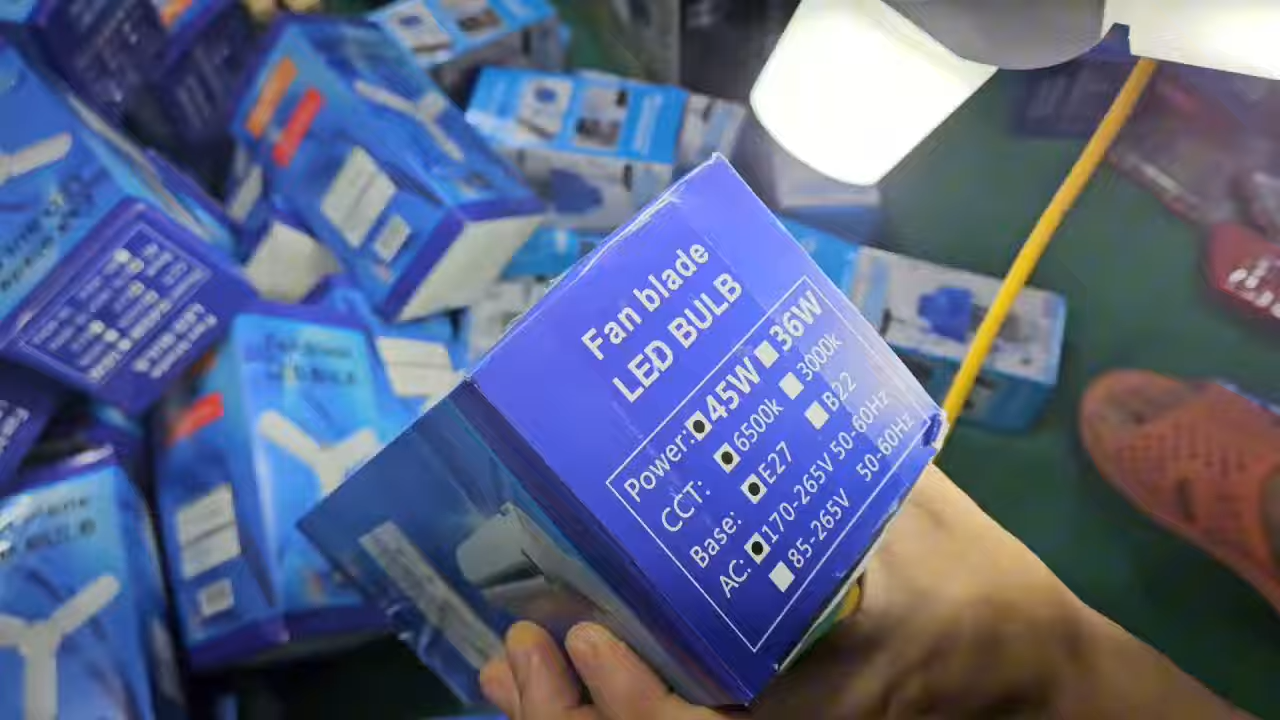 Fan blade
LED BULB
Power: 45W 36W
CCT: 6500k 3000k
Base: E27 B22
AC: 170-265V 50-60Hz
85-265V 50-60Hz